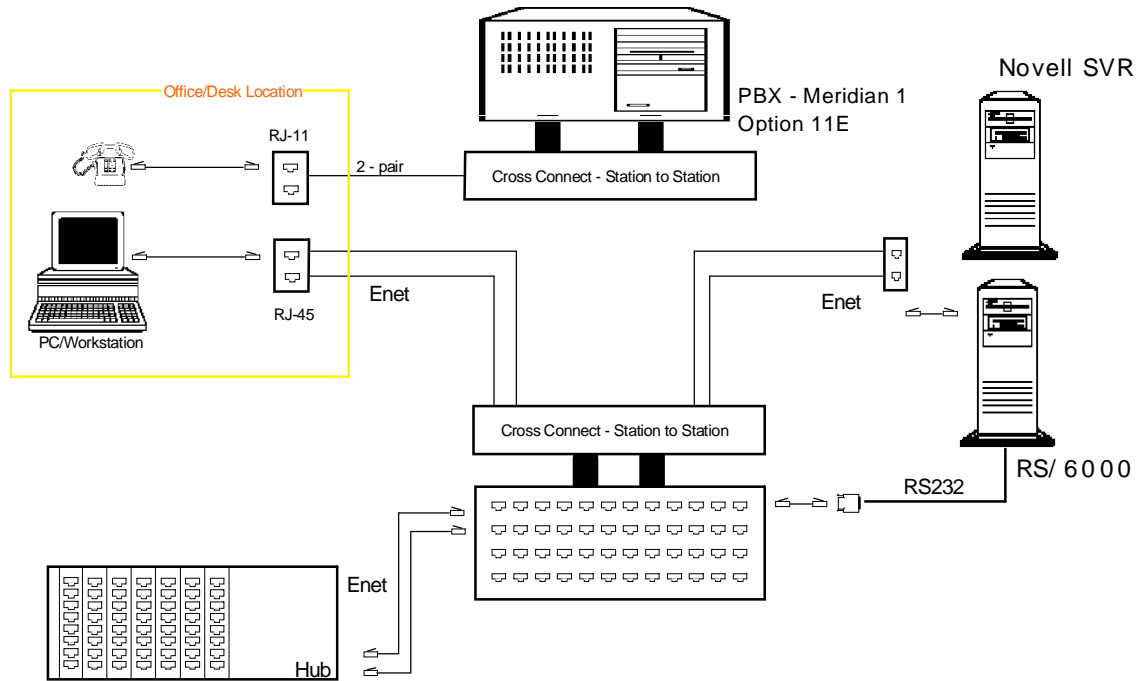 Novell SVR
Office/Desk Location
PBX - Meridian 1
Option 11E
RJ-11
2 - pair
Cross Connect - Station to Station
Enet
Enet
RJ-45
PC/Workstation
Cross Connect - Station to Station
RS/ 6000
RS232
Enet
Hub